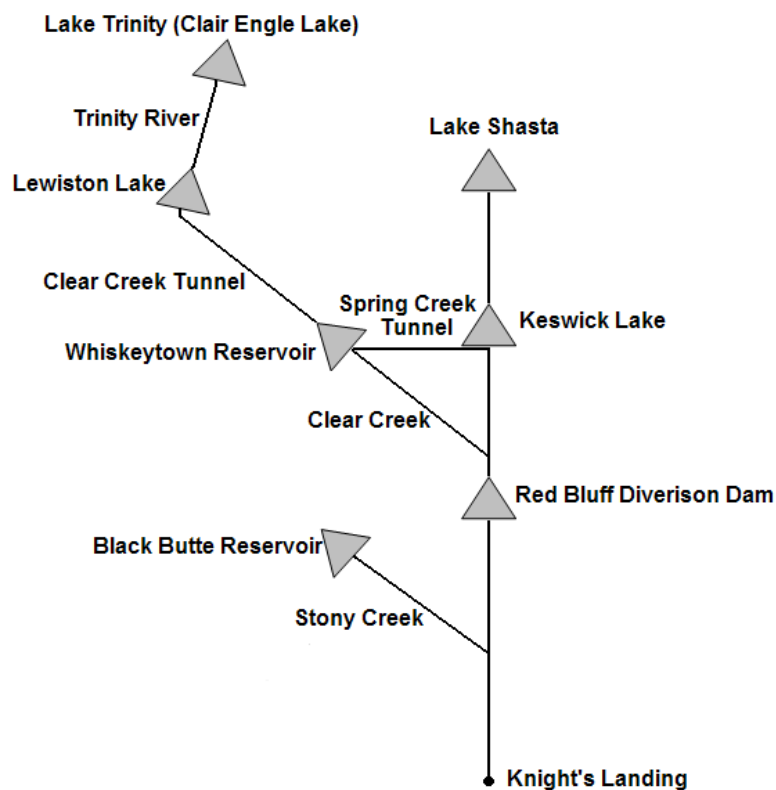 Lake Trinity (Clair Engle Lake)
Trinity River
Lake Shasta
Lewiston Lake
Clear Creek Tunnel
Spring Creek
Tunnel
Keswick Lake
Whiskeytown Reservoir
Clear Creek
Red Bluff Diverison Dam
Black Butte Reservoir
Stony Creek
Knight's Landing